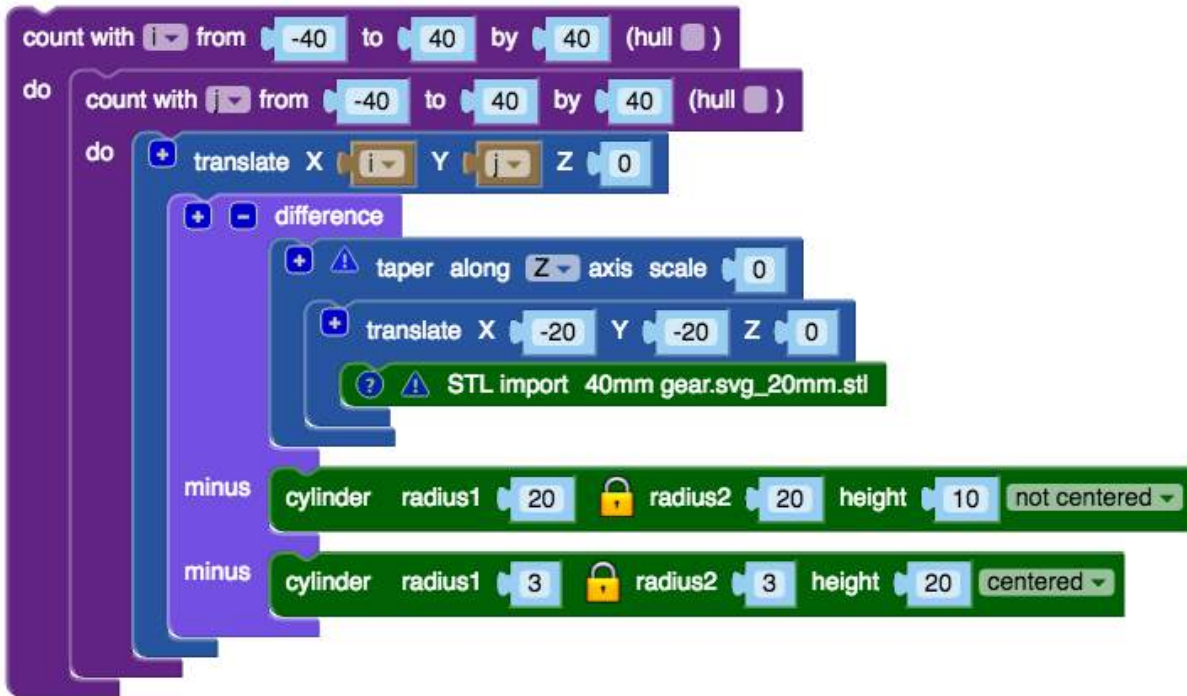 count with i from -40 to 40 by 40 (hull )
do count with j from -40 to 40 by 40 (hull )
do + translate X i Y j Z 0
+ - difference
+ taper along Z axis scale 0
+ translate X -20 Y -20 Z 0
? STL import 40mm gear.svg_20mm.stl
minus cylinder radius1 20 radius2 20 height 10 not centered
minus cylinder radius1 3 radius2 3 height 20 centered